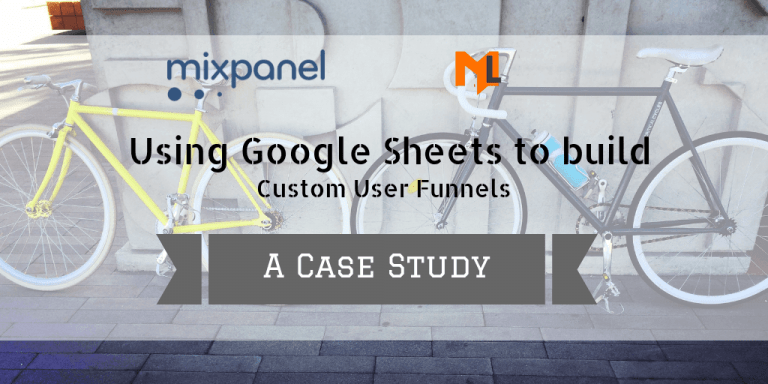 mixpanel
ML
Using Google Sheets to build
Custom User Funnels
A Case Study